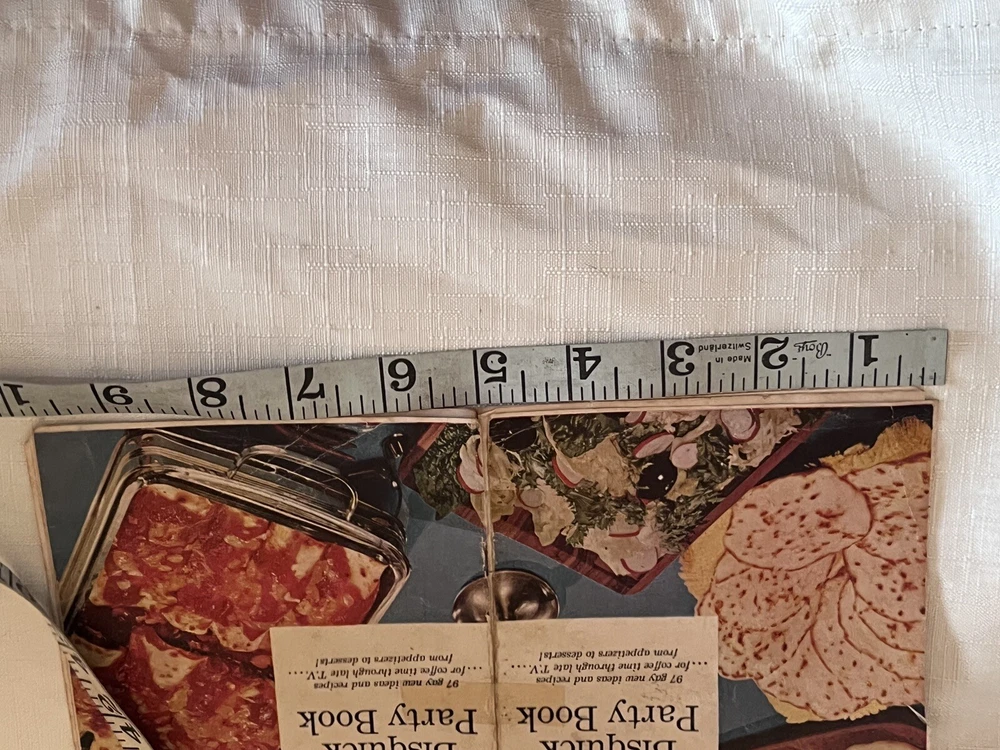 1
2
3
4
5
6
7
8
9
1
Made in
Switzerland
14
Bisquick
Party Book
97 gay new ideas and recipes
...for coffee time through late T.V....
from appetizers to desserts!
Bisquick
Party Book
97 gay new ideas and recipes
...for coffee time through late T.V....
from appetizers to desserts!